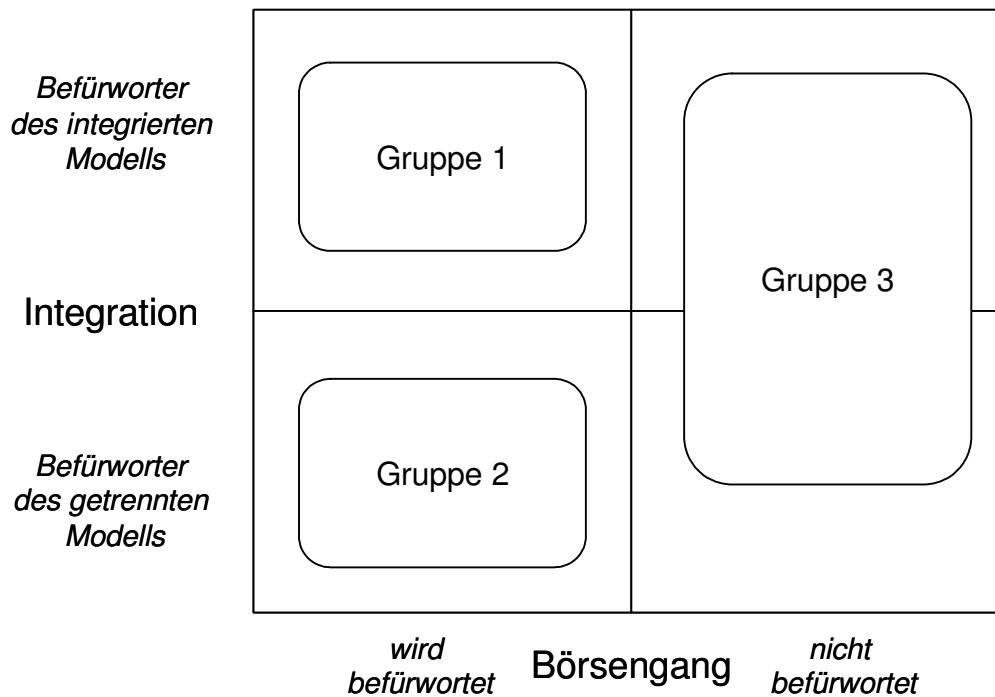 Befürworter
des integrierten
Modells
Gruppe 1
Gruppe 3
Integration
Befürworter
des getrennten
Modells
Gruppe 2
wird
befürwortet
Börsengang
nicht
befürwortet